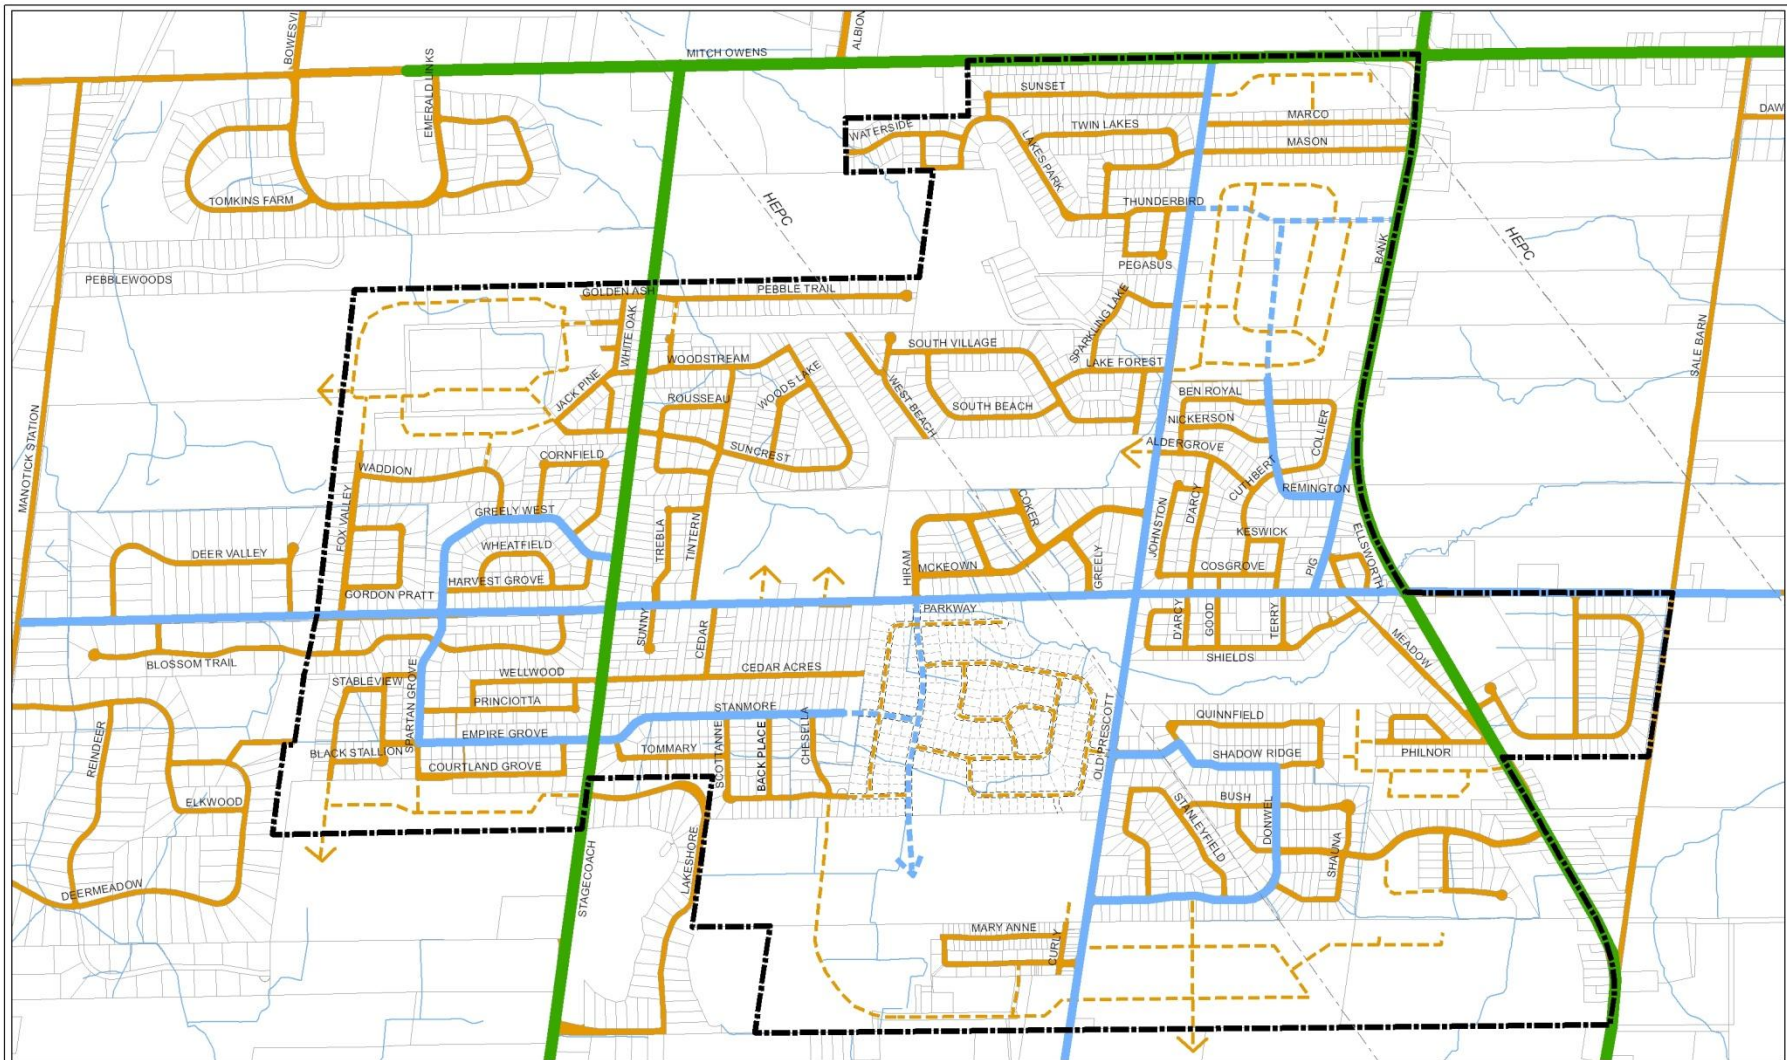 BOWESVI
ALBION
MITCH OWENS
EMERALD LINKS
SUNSET
MARCO
DAW
WATERSIDE
TWIN LAKES
MASON
LAKES PARK
TOMKINS FARM
HEPC
THUNDERBIRD
BANK
HEPC
PEBBLEWOODS
PEGASUS
GOLDEN ASH
PEBBLE TRAIL
WHITE OAK
SPARKLING LAKE
SALE BARN
SOUTH VILLAGE
WOODSTREAM
LAKE FOREST
JACK PINE
ROUSSEAU
WOODS LAKE
WEST BEACH
SOUTH BEACH
BEN ROYAL
NICKERSON
COLLIER
MANOTICK STATION
SUNCREST
ALDERGROVE
CORNFIELD
WADDION
CUTHBERT
REMINGTON
FOX VALLEY
GREELY WEST
TREBLA
TINTERN
COKER
JOHNSTON
D'ARCY
KESWICK
ELLSWORTH
DEER VALLEY
WHEATFIELD
HARVEST GROVE
HIRAM
MCKEOWN
GREELY
COSGROVE
PIG
GORDON PRATT
PARKWAY
SUNNY
CEDAR
D'ARCY
GOOD
TERRY
MEADOW
BLOSSOM TRAIL
SHIELDS
WELLWOOD
CEDAR ACRES
STABLEVIEW
SPARTAN GROVE
PRINCIOTTA
STANMORE
QUINNFIELD
REINDEER
EMPIRE GROVE
TOMMARY
SCOTTANNE
BACK PLACE
CHESELLA
OLD PRESCOTT
SHADOW RIDGE
PHILNOR
BLACK STALLION
COURTLAND GROVE
ELKWOOD
BUSH
STANLEYFIELD
DONWEL
SHAUNA
LAKESHORE
DEERMEADOW
STAGECOACH
MARY ANNE
CURLY